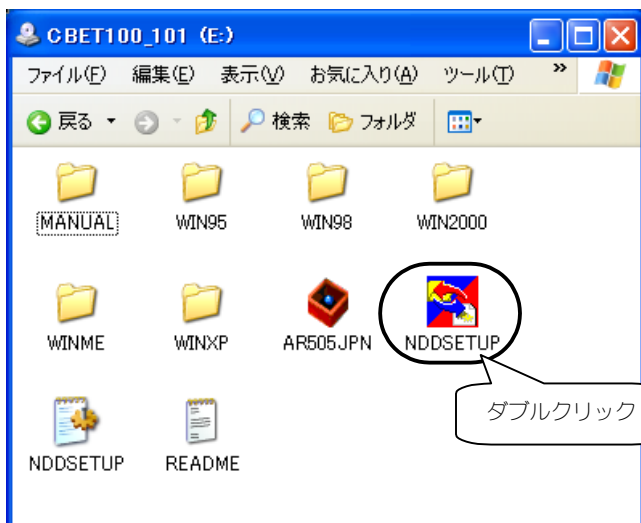 CBET100_101 (E:)
ファイル(F) 編集(E) 表示(V) お気に入り(A) ツール(T) »
戻る 検索 フォルダ
MANUAL WIN95 WIN98 WIN2000
WINME WINXP AR505JPN NDDSETUP
ダブルクリック
NDDSETUP README